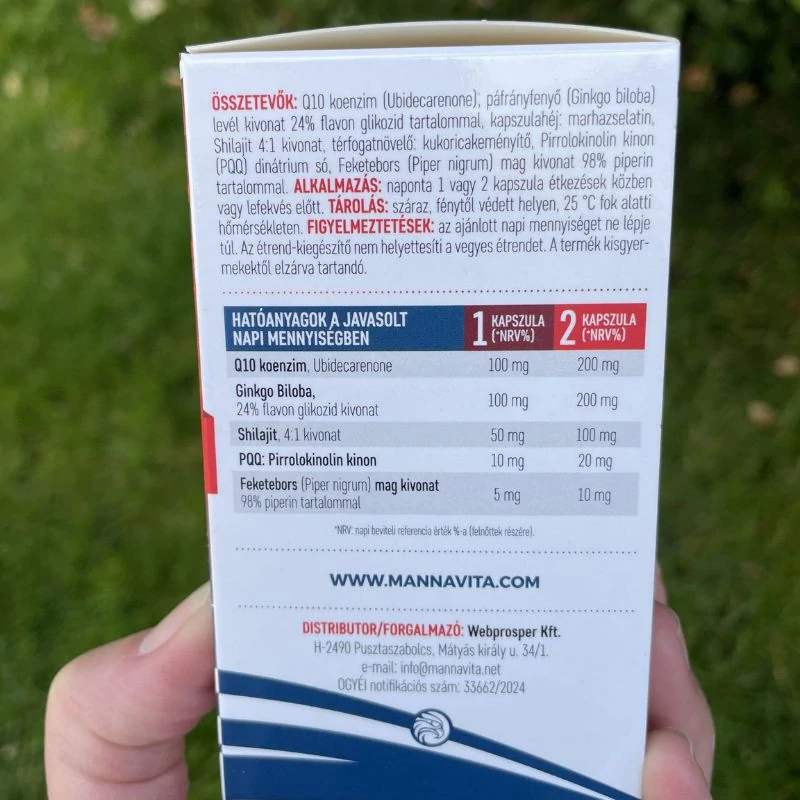 ÖSSZETEVŐK: Q10 koenzim (Ubidecarenone), páfrányfenyő (Ginkgo biloba)
levél kivonat 24% flavon glikozid tartalommal, kapszulahéj: marhazselatin,
Shilajit 4:1 kivonat, térfogatnövelő: kukoricakeményítő, Pirrolokinolin kinon
(PQQ) dinátrium só, Feketebors (Piper nigrum) mag kivonat 98% piperin
tartalommal. ALKALMAZÁS: naponta 1 vagy 2 kapszula étkezések közben
vagy lefekvés előtt. TÁROLÁS: száraz, fénytől védett helyen, 25 °C fok alatti
hőmérsékleten. FIGYELMEZTETÉSEK: az ajánlott napi mennyiséget ne lépje
túl. Az étrend-kiegészítő nem helyettesíti a vegyes étrendet. A termék kisgyer-
mekektől elzárva tartandó.
HATÓANYAGOK A JAVASOLT NAPI MENNYISÉGBEN 1 KAPSZULA (*NRV%) 2 KAPSZULA (*NRV%)
Q10 koenzim, Ubidecarenone 100 mg 200 mg
Ginkgo Biloba,
24% flavon glikozid kivonat 100 mg 200 mg
Shilajit, 4:1 kivonat 50 mg 100 mg
PQQ: Pirrolokinolin kinon 10 mg 20 mg
Feketebors (Piper nigrum) mag kivonat
98% piperin tartalommal 5 mg 10 mg
*NRV: napi beviteli referencia érték %-a (felnőttek részére).
WWW.MANNAVITA.COM
DISTRIBUTOR/FORGALMAZÓ: Webprosper Kft.
H-2490 Pusztaszabolcs, Mátyás király u. 34/1.
e-mail: info@mannavita.net
OGYÉI notifikációs szám: 33662/2024